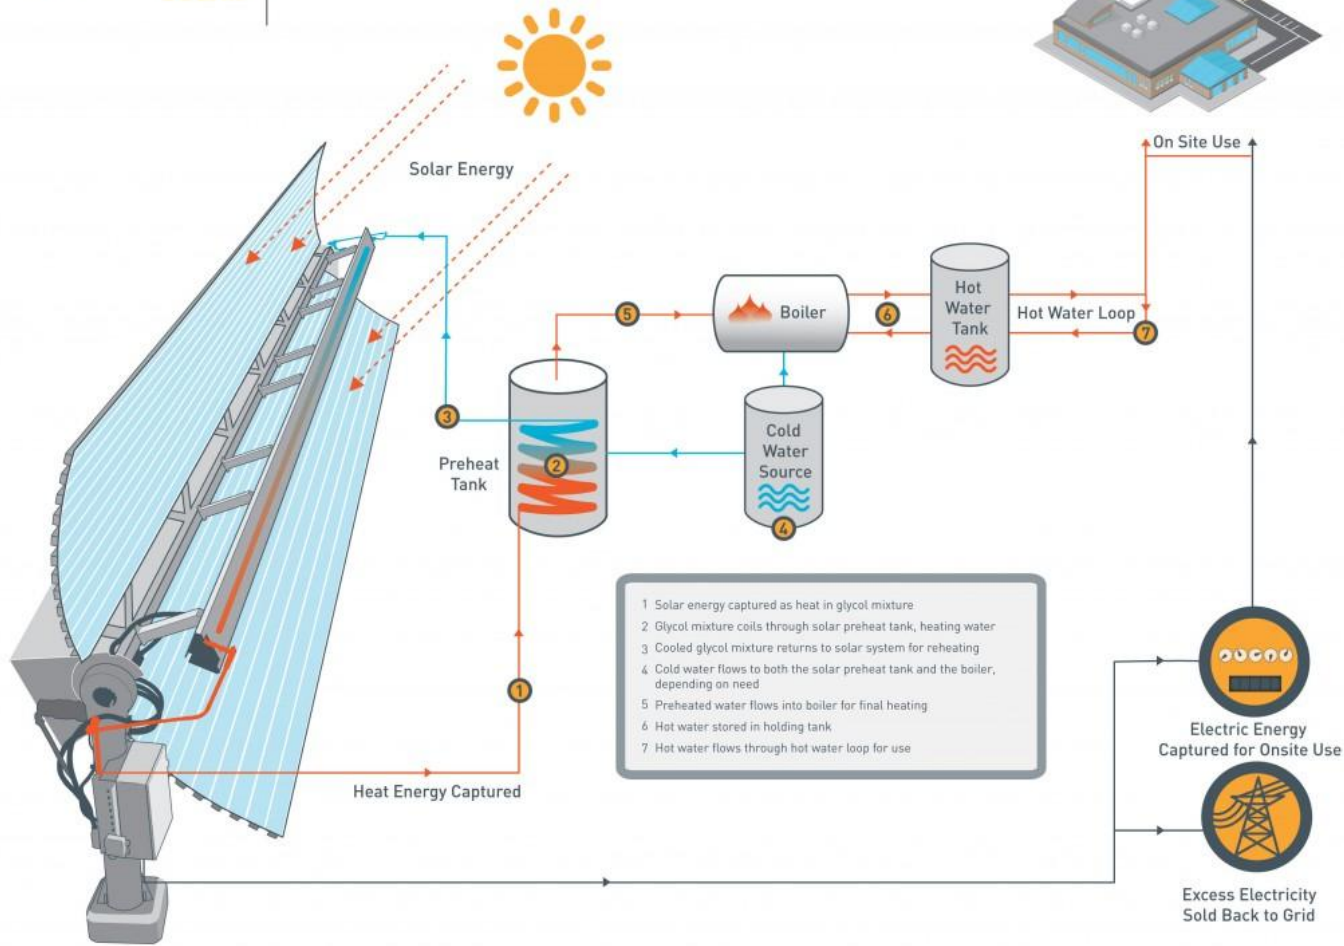 Solar Energy
On Site Use
5
Boiler
6
Hot
Water
Tank
Hot Water Loop
7
3
Preheat
Tank
2
Cold
Water
Source
4
1
1 Solar energy captured as heat in glycol mixture
2 Glycol mixture coils through solar preheat tank, heating water
3 Cooled glycol mixture returns to solar system for reheating
4 Cold water flows to both the solar preheat tank and the boiler,
depending on need
5 Preheated water flows into boiler for final heating
6 Hot water stored in holding tank
7 Hot water flows through hot water loop for use
Heat Energy Captured
Electric Energy
Captured for Onsite Use
Excess Electricity
Sold Back to Grid